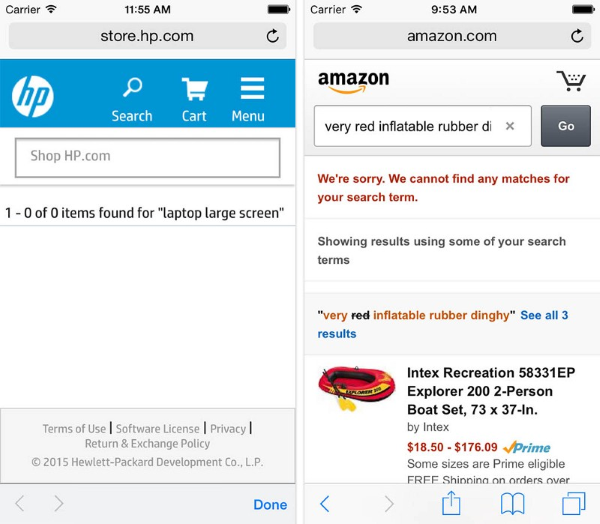 Carrier 11:55 AM
store.hp.com
hp
Search Cart Menu
Shop HP.com
1 - 0 of 0 items found for "laptop large screen"
Terms of Use | Software License | Privacy |
Return & Exchange Policy
© 2015 Hewlett-Packard Development Co., L.P.
Done
Carrier 9:53 AM
amazon.com
amazon
very red inflatable rubber di × Go
We're sorry. We cannot find any matches for
your search term.
Showing results using some of your search
terms
"very red inflatable rubber dinghy" See all 3
results
EXPLORER 200
Intex Recreation 58331EP
Explorer 200 2-Person
Boat Set, 73 x 37-In.
by Intex
$18.50 - $176.09 Prime
Some sizes are Prime eligible
FREE Shipping on orders over